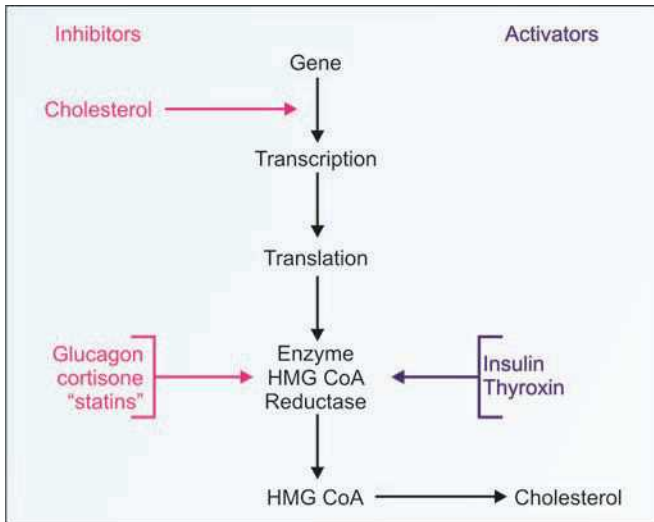 Inhibitors
Activators
Gene
Cholesterol
Transcription
Translation
Glucagon
cortisone
“statins”
Enzyme
HMG CoA
Reductase
Insulin
Thyroxin
HMG CoA
Cholesterol